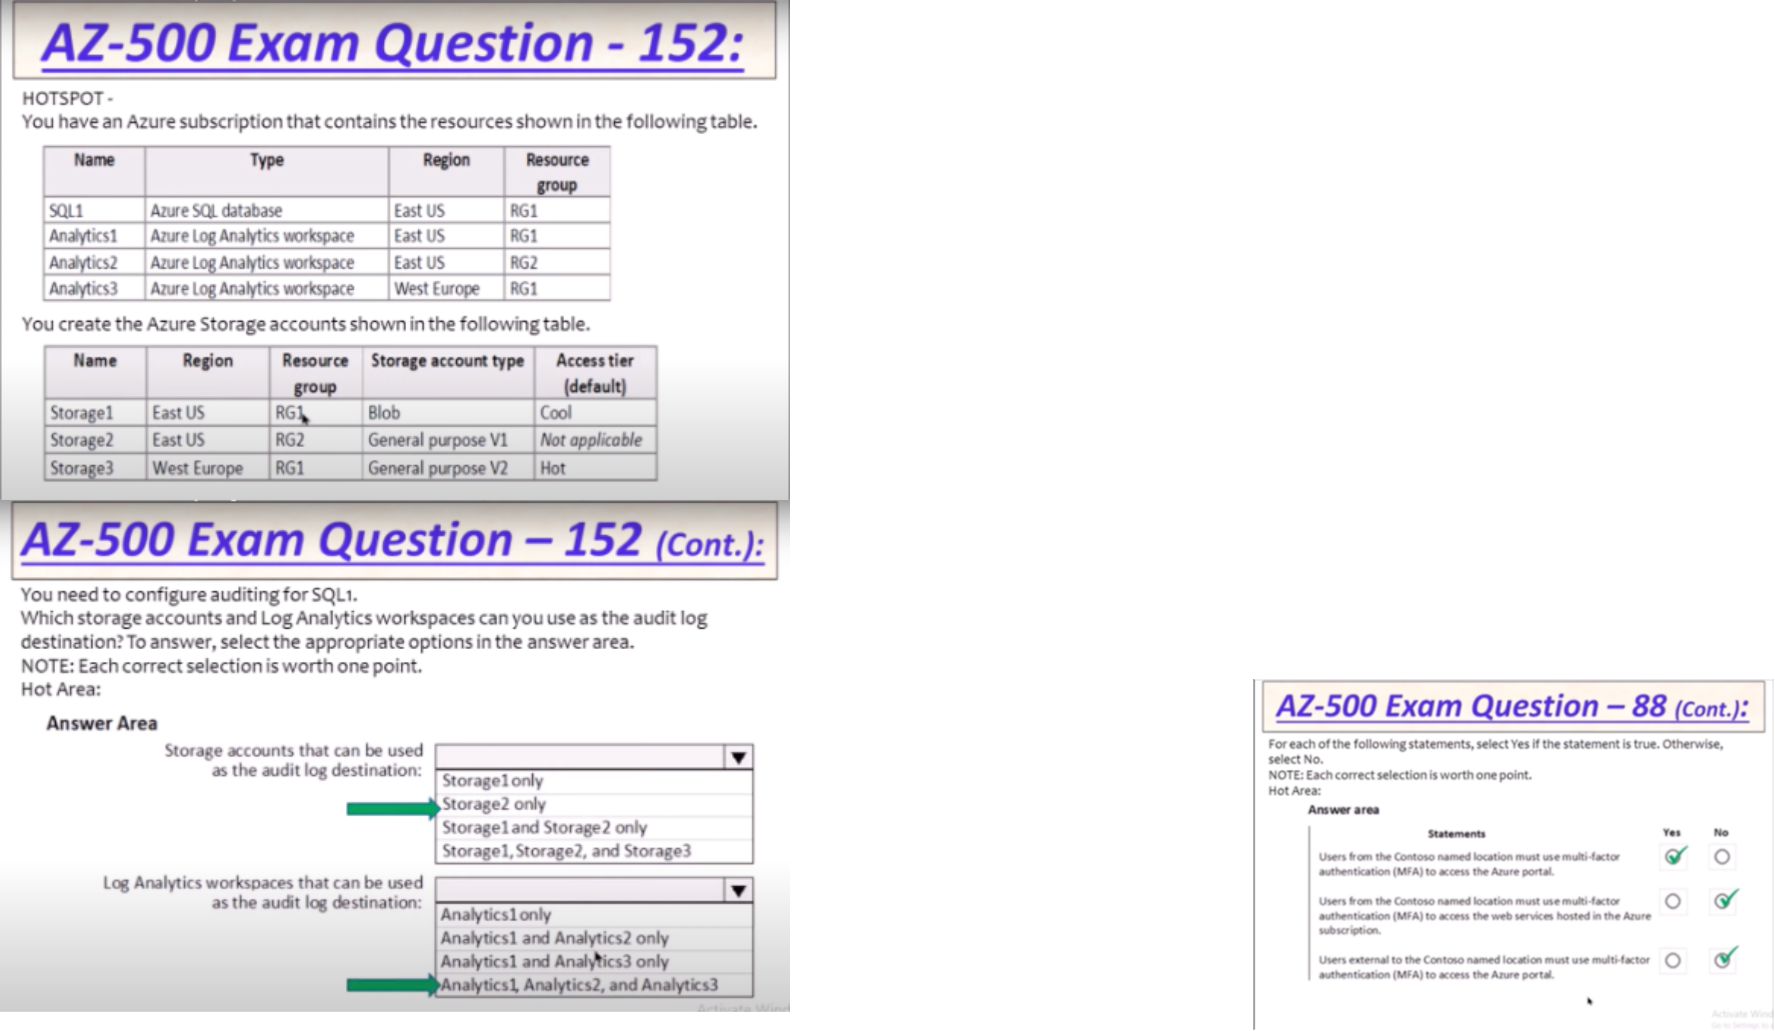 AZ-500 Exam Question - 152:
HOTSPOT -
You have an Azure subscription that contains the resources shown in the following table.
Name Type Region Resource group
SQL1 Azure SQL database East US RG1
Analytics1 Azure Log Analytics workspace East US RG1
Analytics2 Azure Log Analytics workspace East US RG2
Analytics3 Azure Log Analytics workspace West Europe RG1
You create the Azure Storage accounts shown in the following table.
Name Region Resource group Storage account type Access tier (default)
Storage1 East US RG1 Blob Cool
Storage2 East US RG2 General purpose V1 Not applicable
Storage3 West Europe RG1 General purpose V2 Hot
AZ-500 Exam Question – 152 (Cont.):
You need to configure auditing for SQL1.
Which storage accounts and Log Analytics workspaces can you use as the audit log
destination? To answer, select the appropriate options in the answer area.
NOTE: Each correct selection is worth one point.
Hot Area:
Answer Area
Storage accounts that can be used
as the audit log destination:
Storage1 only
Storage2 only
Storage1 and Storage2 only
Storage1, Storage2, and Storage3
Log Analytics workspaces that can be used
as the audit log destination:
Analytics1 only
Analytics1 and Analytics2 only
Analytics1 and Analytics3 only
Analytics1, Analytics2, and Analytics3
Activate Wind
AZ-500 Exam Question – 88 (Cont.):
For each of the following statements, select Yes if the statement is true. Otherwise,
select No.
NOTE: Each correct selection is worth one point.
Hot Area:
Answer area
Statements Yes No
Users from the Contoso named location must use multi-factor
authentication (MFA) to access the Azure portal.
Users from the Contoso named location must use multi-factor
authentication (MFA) to access the web services hosted in the Azure
subscription.
Users external to the Contoso named location must use multi-factor
authentication (MFA) to access the Azure portal.
Activate Wind
Go to Settings to